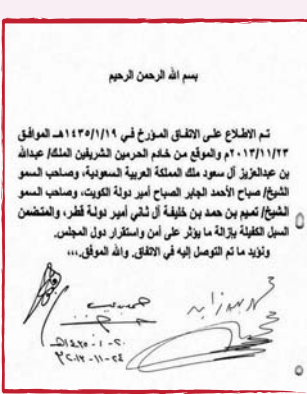 بسم الله الرحمن الرحيم
تم الاطلاع على الاتفاق المؤرخ في ١٤٣٥/١/١٩هـ الموافق
٢٠١٣/١١/٢٣م والموقع من خادم الحرمين الشريفين الملك/ عبدالله
بن عبدالعزيز آل سعود ملك المملكة العربية السعودية، وصاحب السمو
الشيخ/ صباح الأحمد الجابر الصباح أمير دولة الكويت، وصاحب السمو
الشيخ/ تميم بن حمد بن خليفة آل ثاني أمير دولة قطر، والمتضمن
السبل الكفيلة بإزالة ما يؤثر على أمن واستقرار دول المجلس.
ونؤيد ما تم التوصل إليه في الاتفاق. والله الموفق،،،